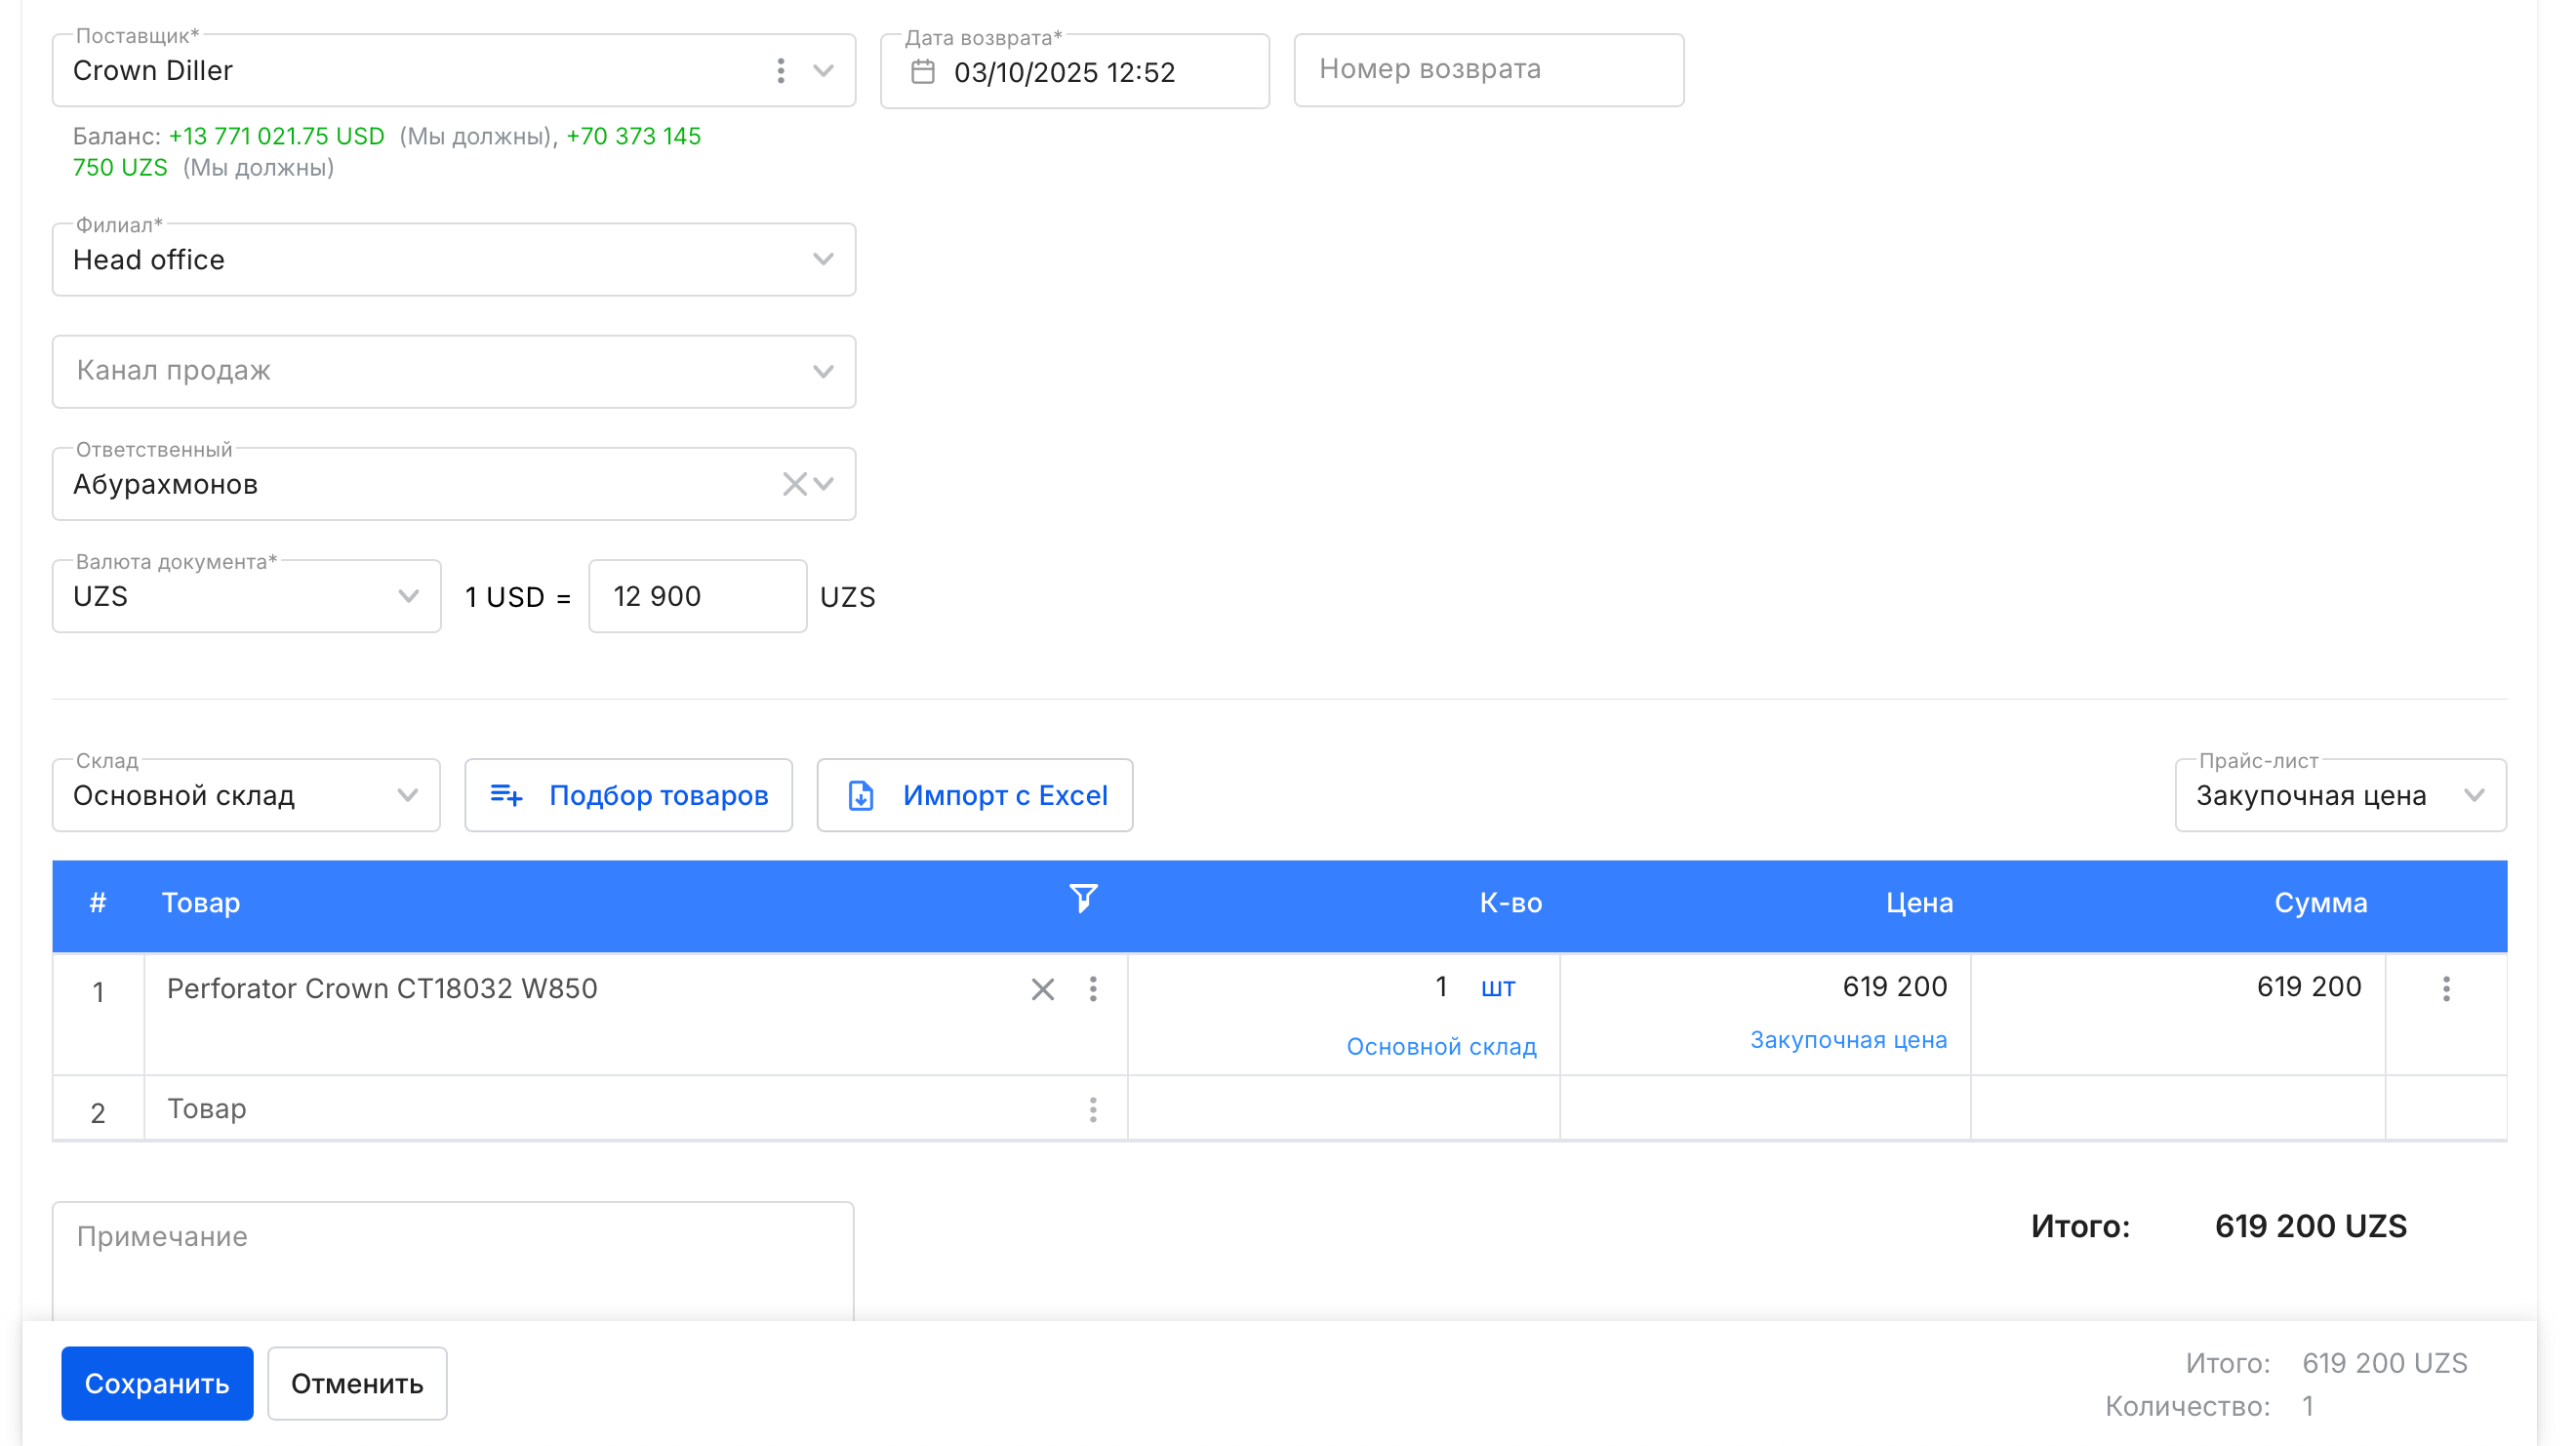 Поставщик*
Crown Diller
Дата возврата*
03/10/2025 12:52
Номер возврата
Баланс: +13 771 021.75 USD (Мы должны), +70 373 145
750 UZS (Мы должны)
Филиал*
Head office
Канал продаж
Ответственный
Абурахмонов
Валюта документа*
UZS
1 USD =
12 900
UZS
Склад
Основной склад
Подбор товаров
Импорт с Excel
Прайс-лист
Закупочная цена
# Товар К-во Цена Сумма
1 Perforator Crown CT18032 W850 1 шт 619 200 619 200
Основной склад Закупочная цена
2 Товар
Примечание
Итого: 619 200 UZS
Сохранить
Отменить
Итого: 619 200 UZS
Количество: 1